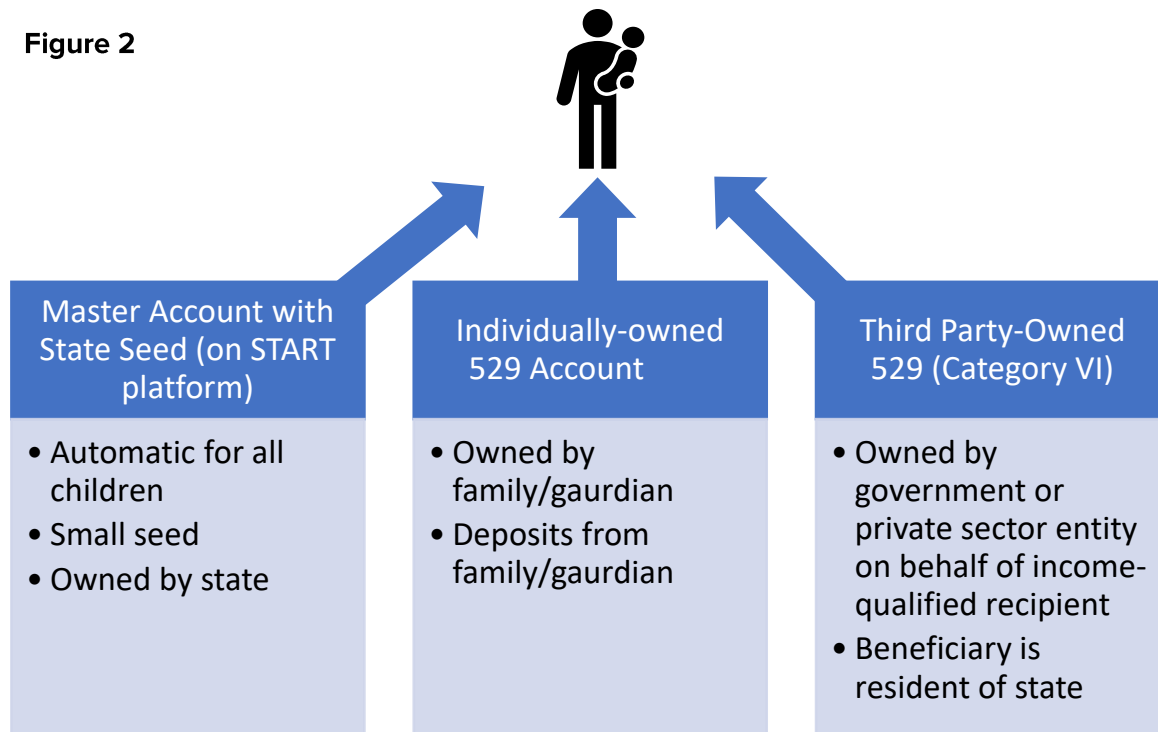 Figure 2
Master Account with
State Seed (on START
platform)
• Automatic for all
children
• Small seed
• Owned by state
Individually-owned
529 Account
• Owned by
family/gaurdian
• Deposits from
family/gaurdian
Third Party-Owned
529 (Category VI)
• Owned by
government or
private sector entity
on behalf of income-
qualified recipient
• Beneficiary is
resident of state